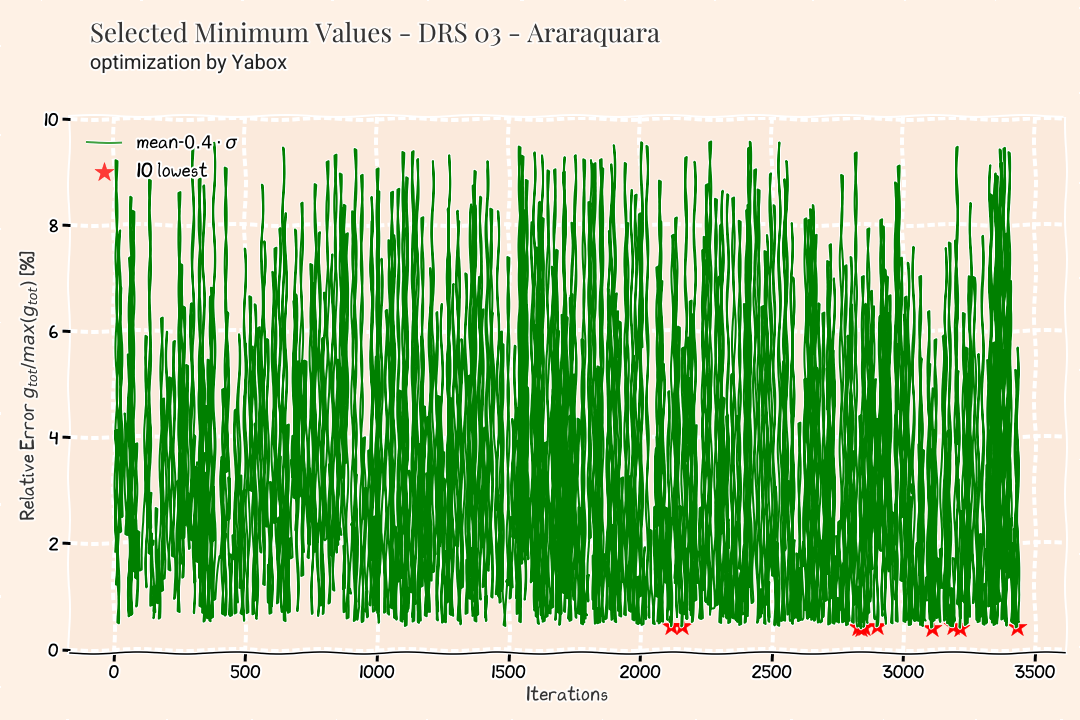 Selected Minimum Values - DRS 03 - Araraquara
optimization by Yabox
mean-0.4·σ
10 lowest
Relative Error g_tot/max(g_tot) [%]
10
8
6
4
2
0
0 500 1000 1500 2000 2500 3000 3500
Iterations